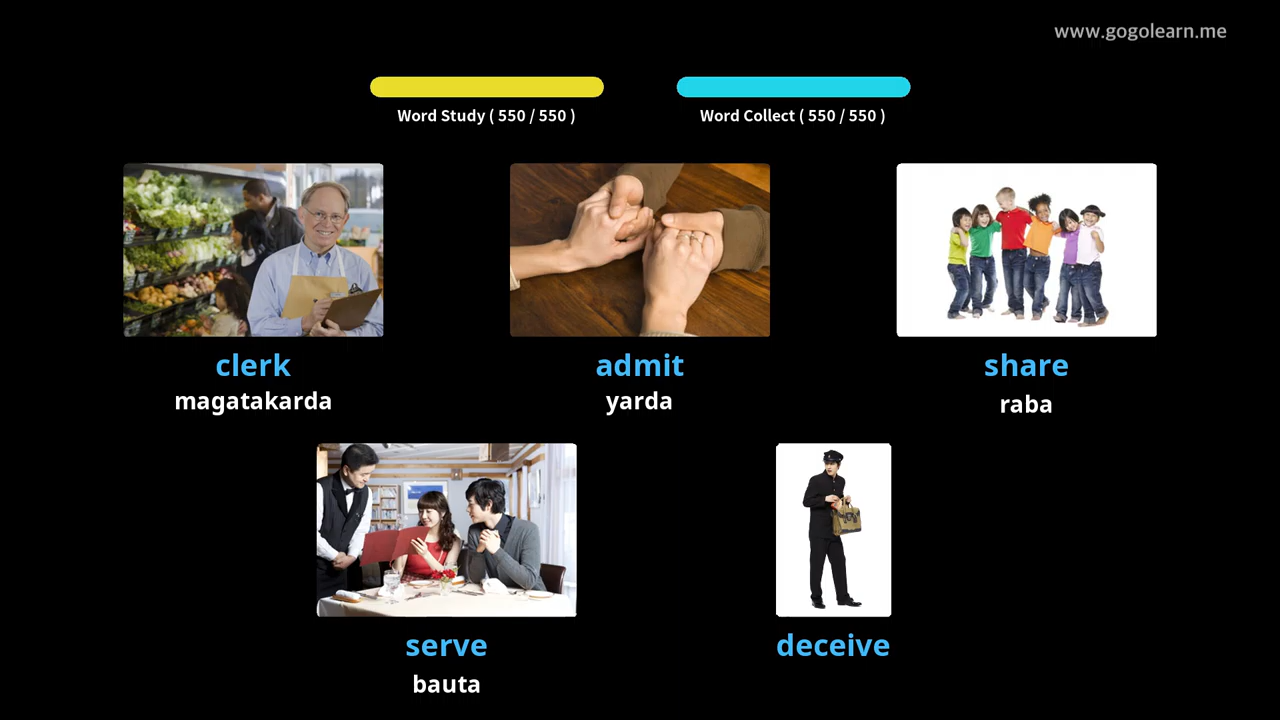 www.gogolearn.me
Word Study ( 550 / 550 )
Word Collect ( 550 / 550 )
clerk
magatakarda
admit
yarda
share
raba
serve
bauta
deceive